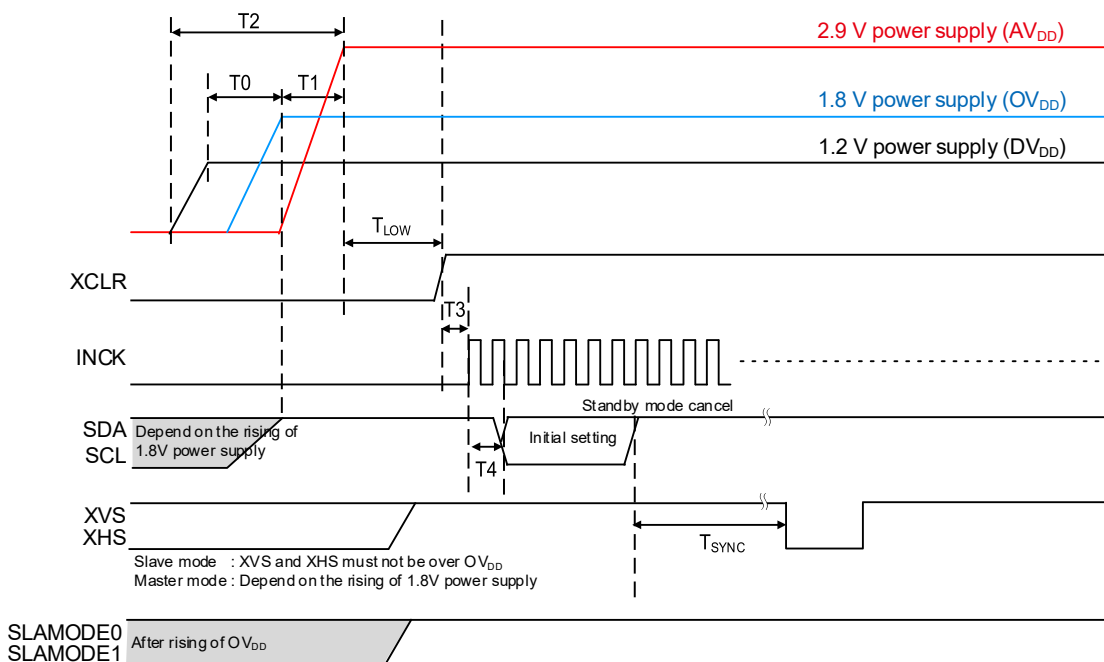 T2
2.9 V power supply (AVDD)
T0
T1
1.8 V power supply (OVDD)
1.2 V power supply (DVDD)
TLOW
XCLR
T3
INCK
Standby mode cancel
SDA
SCL
Depend on the rising of
1.8V power supply
Initial setting
T4
XVS
XHS
TSYNC
Slave mode : XVS and XHS must not be over OVDD
Master mode : Depend on the rising of 1.8V power supply
SLAMODE0
SLAMODE1
After rising of OVDD